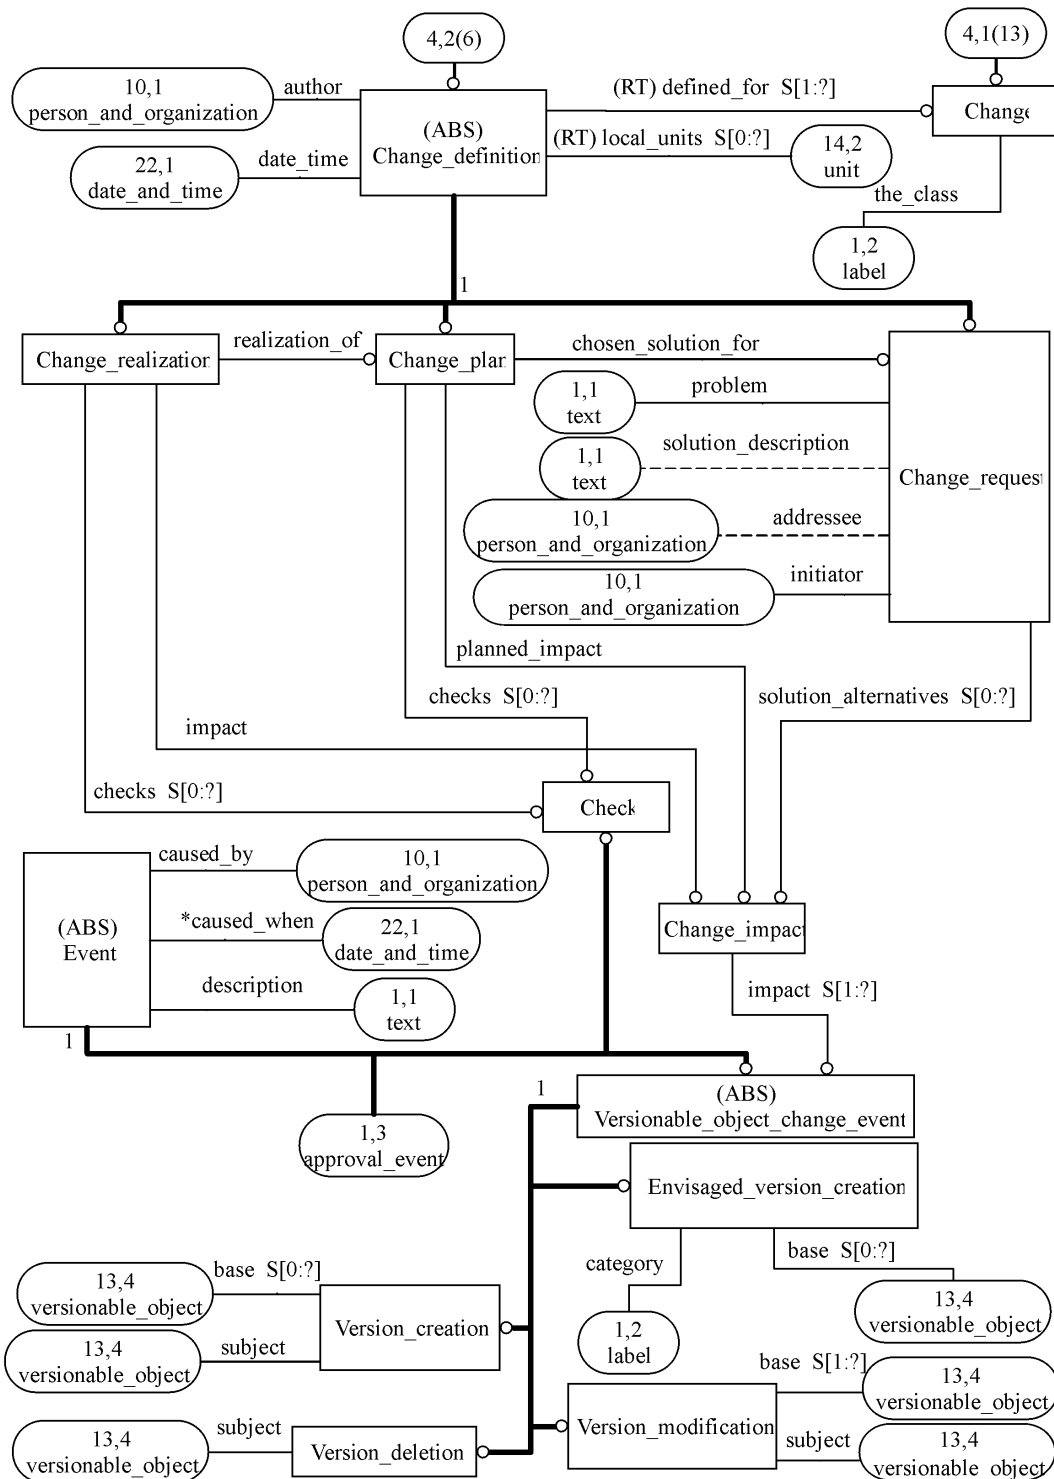 4,2(6)
4,1(13)
10,1
person_and_organization
author
(RT) defined_for S[1:?]
Change
(ABS)
Change_definition
(RT) local_units S[0:?]
14,2
unit
22,1
date_and_time
date_time
the_class
1,2
label
1
Change_realization
realization_of
Change_plan
chosen_solution_for
1,1
text
problem
1,1
text
solution_description
Change_request
10,1
person_and_organization
addressee
10,1
person_and_organization
initiator
planned_impact
checks S[0:?]
solution_alternatives S[0:?]
impact
checks S[0:?]
Check
caused_by
10,1
person_and_organization
(ABS)
Event
*caused_when
22,1
date_and_time
Change_impact
description
1,1
text
impact S[1:?]
1
1
(ABS)
Versionable_object_change_event
1,3
approval_event
Envisaged_version_creation
category
base S[0:?]
1,2
label
13,4
versionable_object
13,4
versionable_object
base S[0:?]
Version_creation
13,4
versionable_object
subject
base S[1:?]
13,4
versionable_object
Version_modification
subject
13,4
versionable_object
13,4
versionable_object
subject
Version_deletion